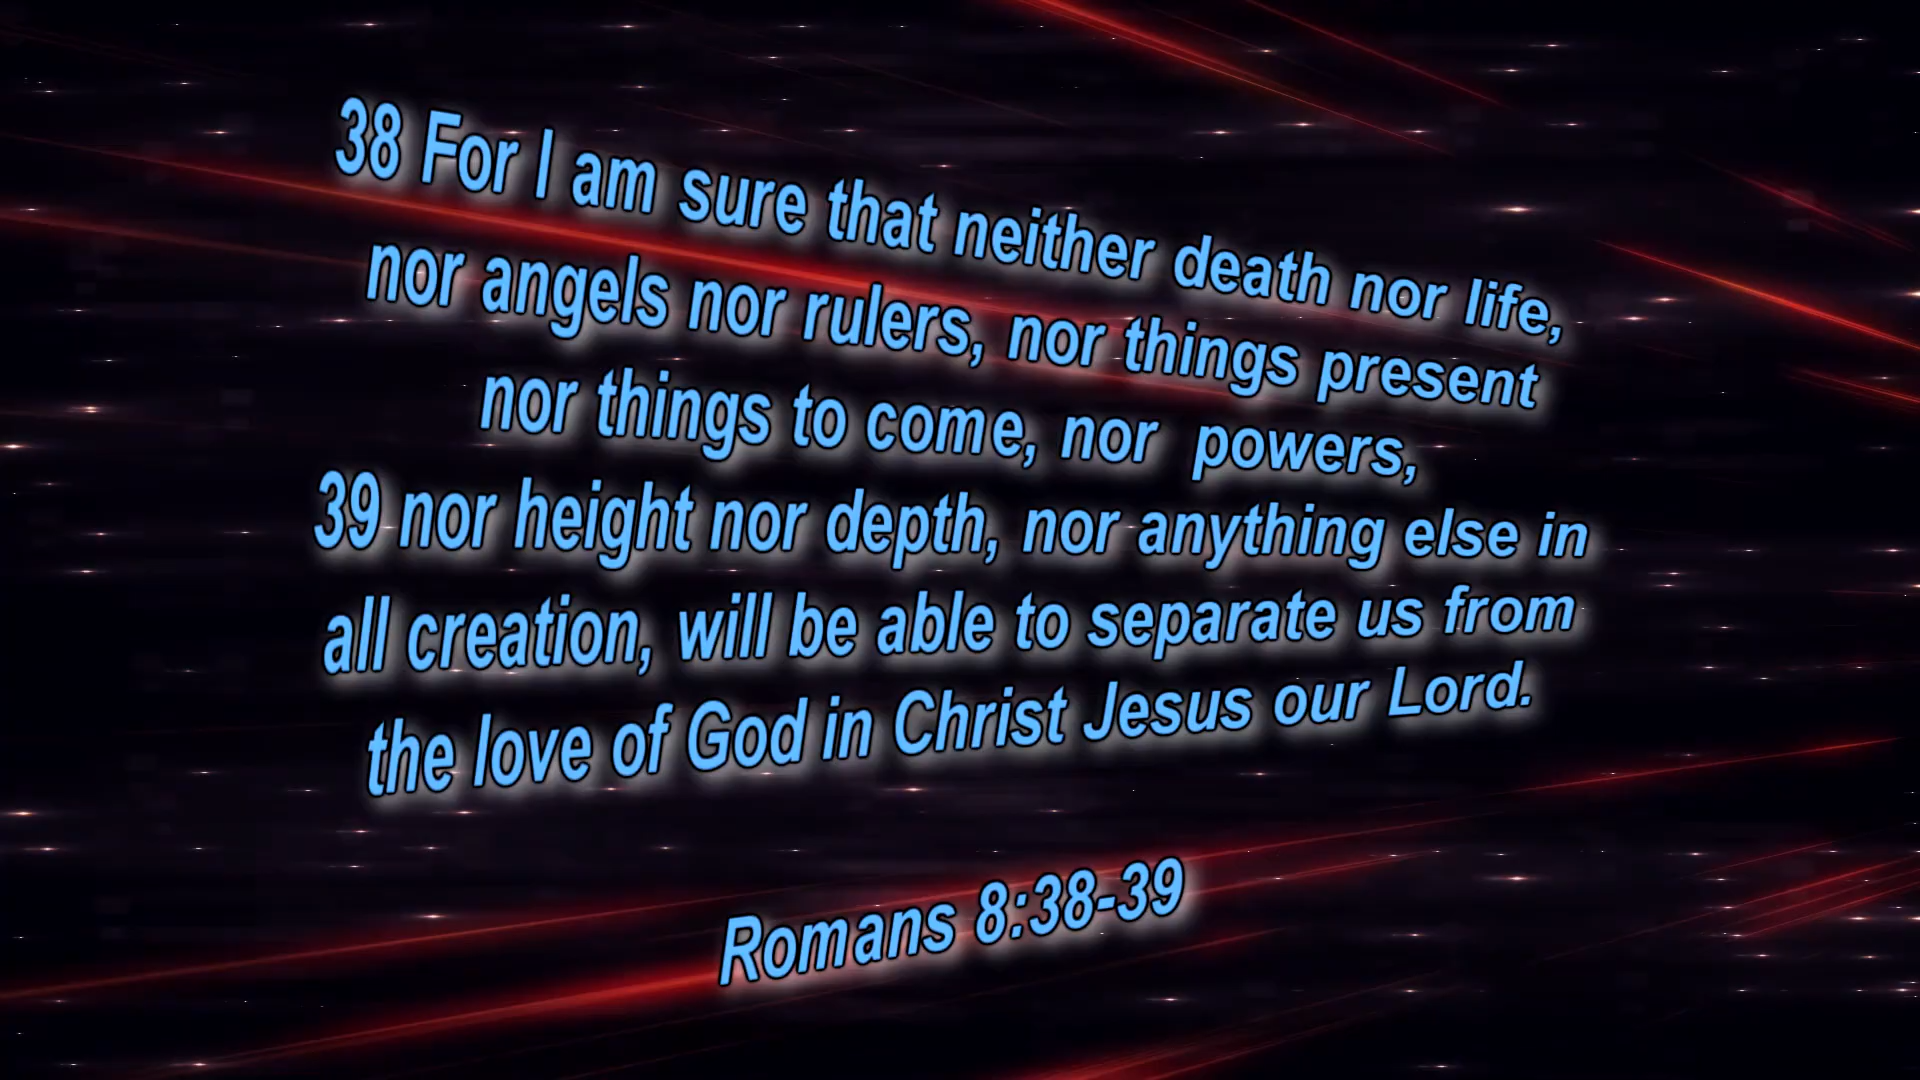 38 For I am sure that neither death nor life,
nor angels nor rulers, nor things present
nor things to come, nor powers,
39 nor height nor depth, nor anything else in
all creation, will be able to separate us from
the love of God in Christ Jesus our Lord.
Romans 8:38-39